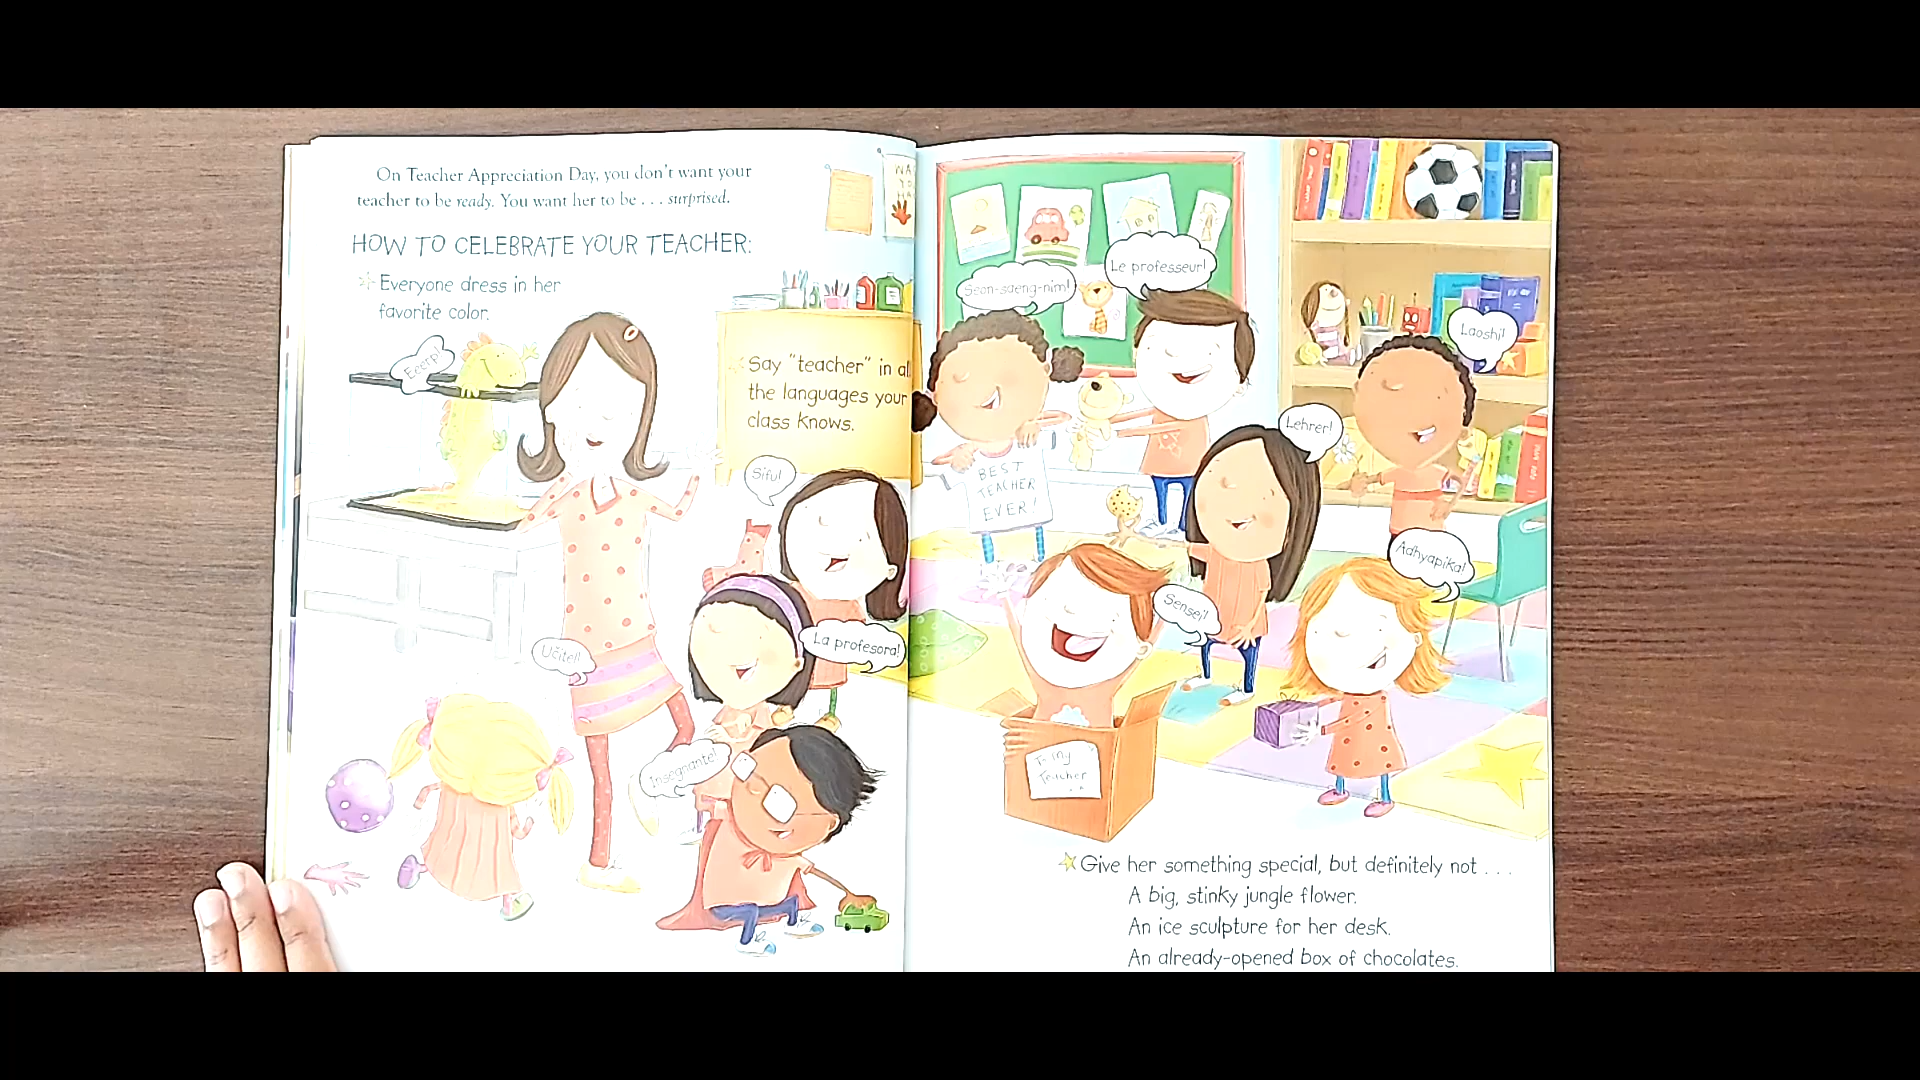 On Teacher Appreciation Day, you don't want your
teacher to be ready. You want her to be . . . surprised.
HOW TO CELEBRATE YOUR TEACHER:
Everyone dress in her
favorite color.
Eeerp!
Say "teacher" in al
the languages your
class knows.
Sifu!
Učitel!
La profesora!
Insegnante!
Seon-saeng-nim!
Le professeur!
Laoshi!
Lehrer!
BEST
TEACHER
EVER!
Adhyapika!
Sensei!
To My
Teacher
Give her something special, but definitely not . . .
A big, stinky jungle flower.
An ice sculpture for her desk.
An already-opened box of chocolates.